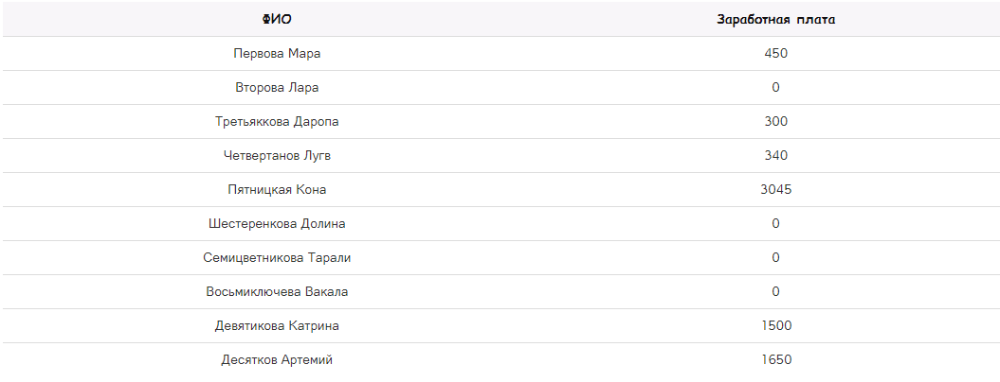 ФИО Заработная плата
Первова Мара 450
Второва Лара 0
Третьяккова Даропа 300
Четвертанов Лугв 340
Пятницкая Кона 3045
Шестеренкова Долина 0
Семицветникова Тарали 0
Восьмиключева Вакала 0
Девятикова Катрина 1500
Десятков Артемий 1650